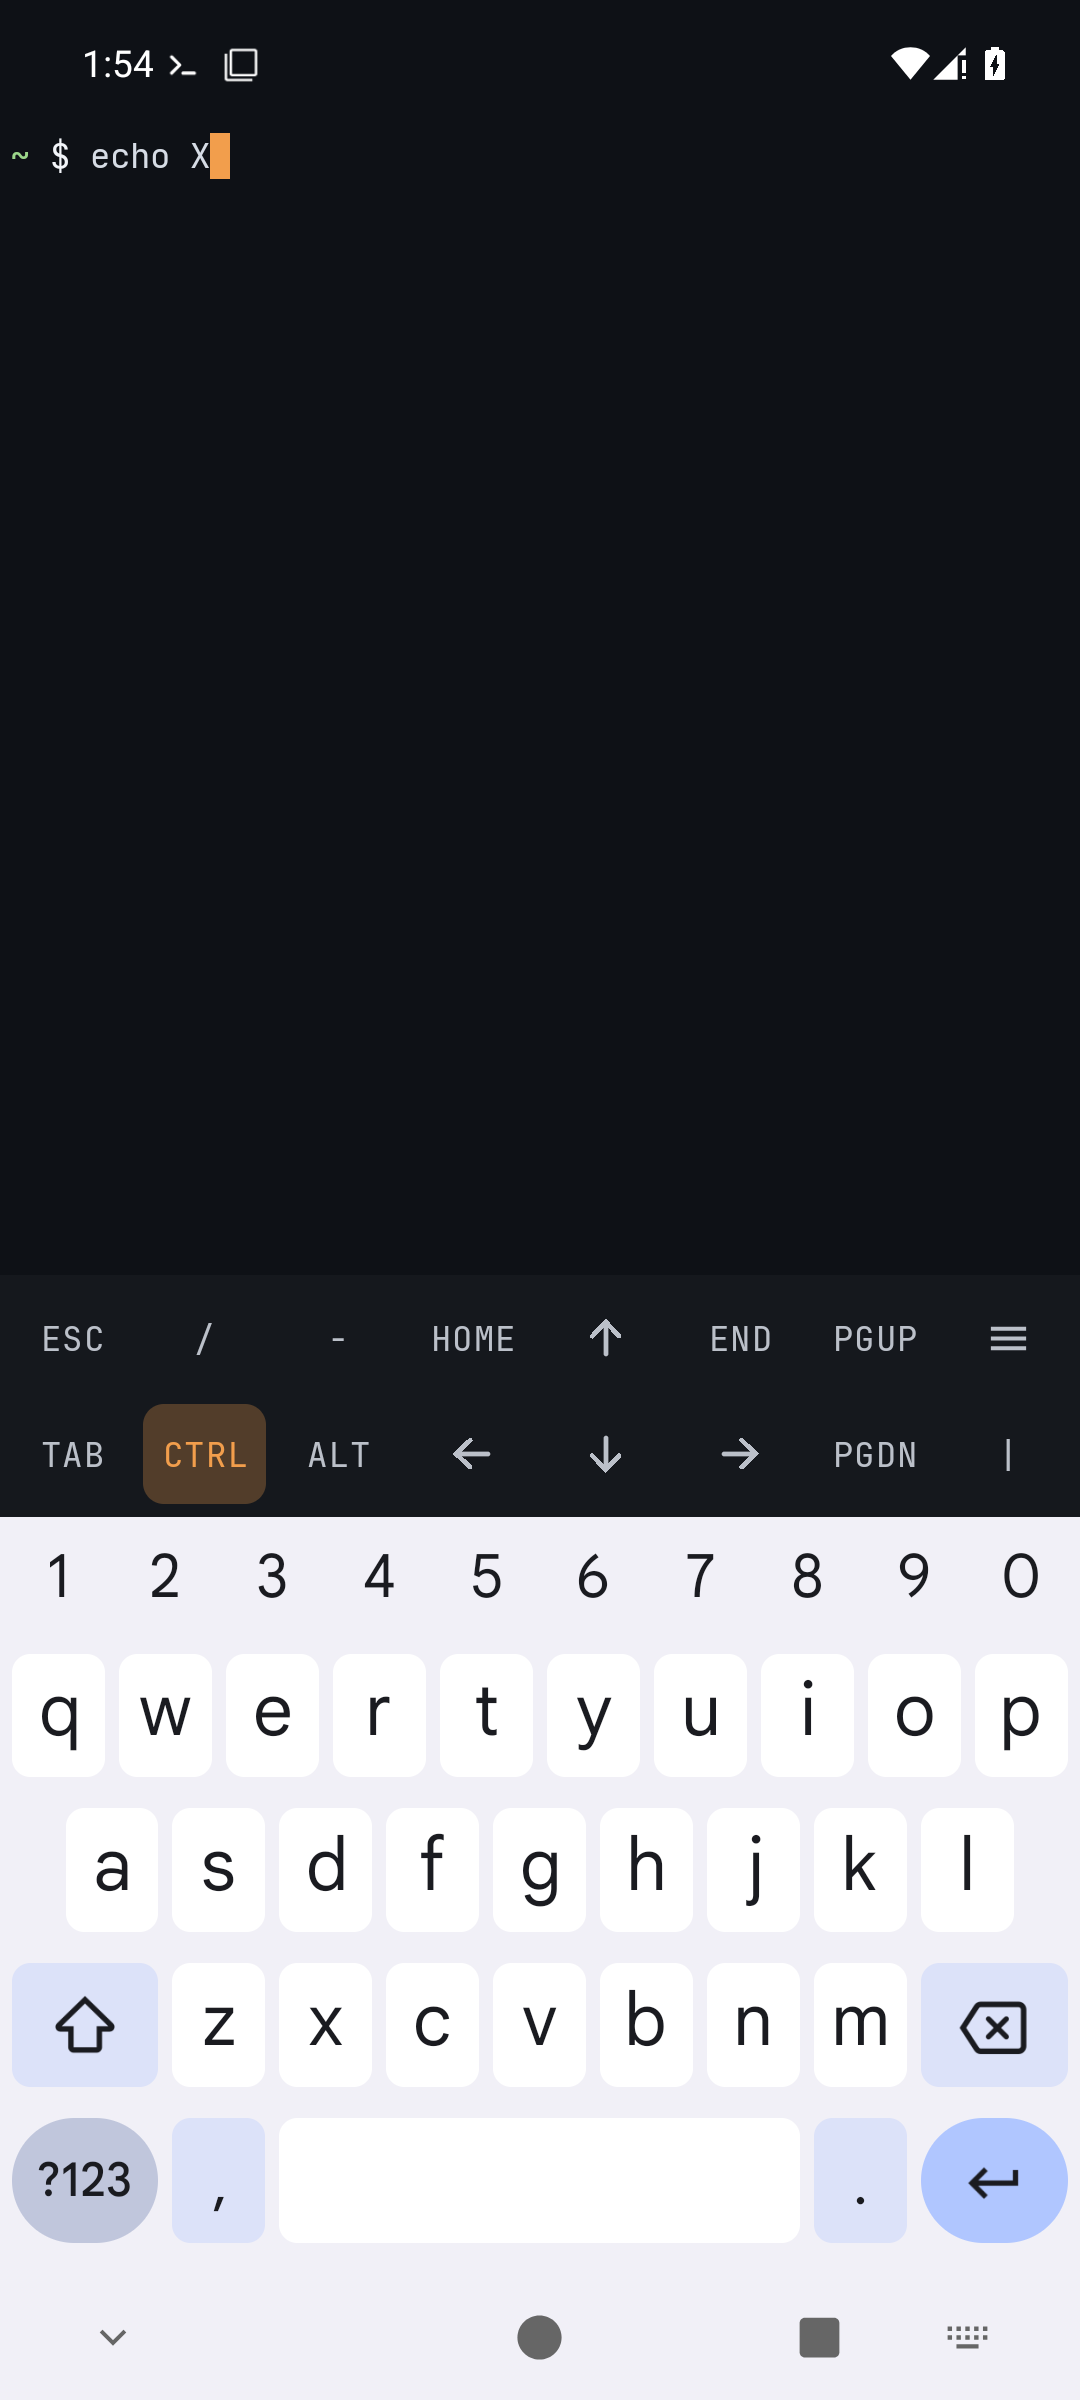 1:54
~ $ echo X
ESC / - HOME ↑ END PGUP ☰
TAB CTRL ALT ← ↓ → PGDN |
1 2 3 4 5 6 7 8 9 0
q w e r t y u i o p
a s d f g h j k l
z x c v b n m
?123 , .